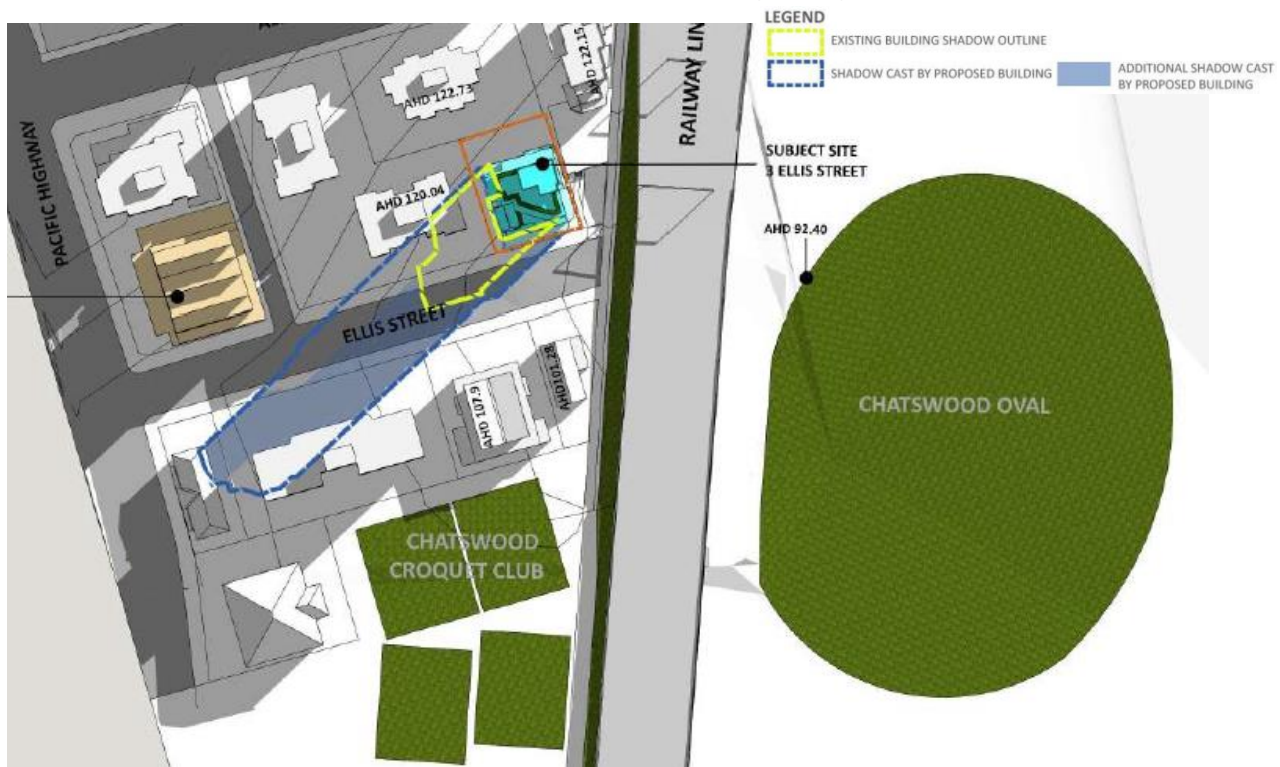 LEGEND
EXISTING BUILDING SHADOW OUTLINE
SHADOW CAST BY PROPOSED BUILDING
ADDITIONAL SHADOW CAST
BY PROPOSED BUILDING
AHD 122.15
RAILWAY LIN
AHD 122.73
PACIFIC HIGHWAY
SUBJECT SITE
3 ELLIS STREET
AHD 120.04
AHD 92.40
ELLIS STREET
AHD 107.9
AHD101.28
CHATSWOOD OVAL
CHATSWOOD
CROQUET CLUB